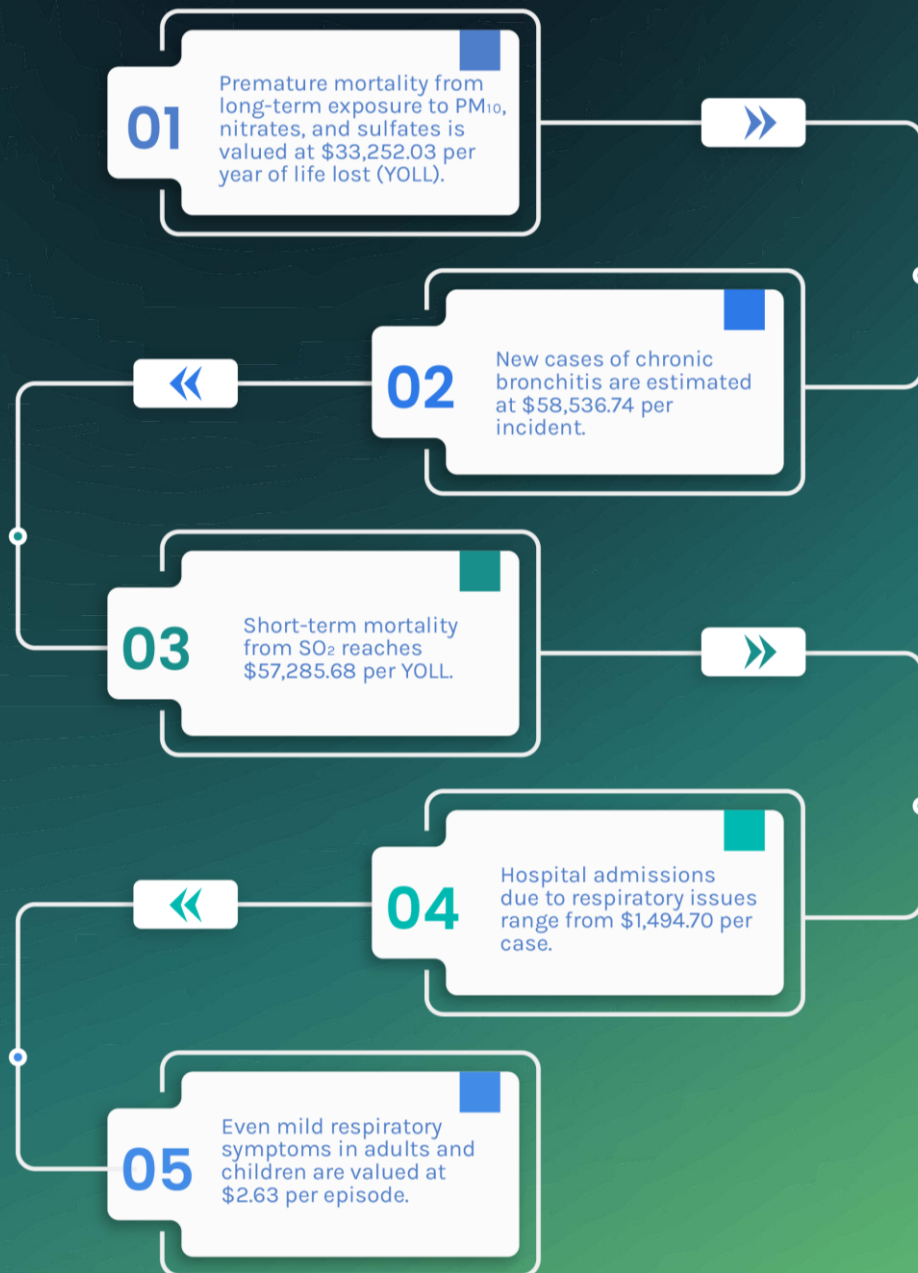 01
Premature mortality from
long-term exposure to PM₁₀,
nitrates, and sulfates is
valued at $33,252.03 per
year of life lost (YOLL).
02
New cases of chronic
bronchitis are estimated
at $58,536.74 per
incident.
03
Short-term mortality
from SO₂ reaches
$57,285.68 per YOLL.
04
Hospital admissions
due to respiratory issues
range from $1,494.70 per
case.
05
Even mild respiratory
symptoms in adults and
children are valued at
$2.63 per episode.